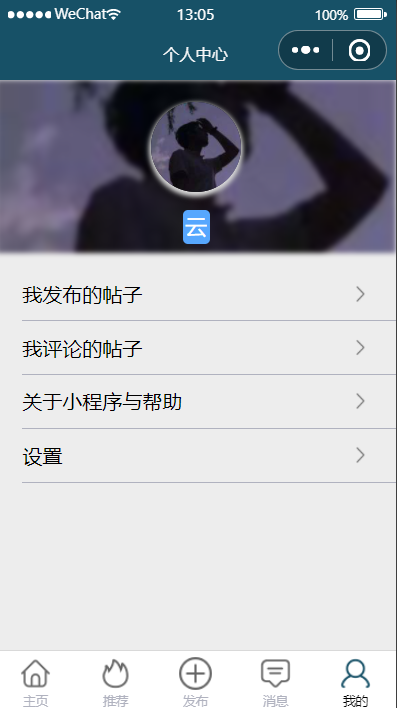 WeChat 13:05 100%
个人中心
云
我发布的帖子
我评论的帖子
关于小程序与帮助
设置
主页 推荐 发布 消息 我的